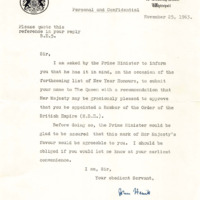 Whitehall
Personal and Confidential
November 25, 1963.
Please quote this
reference in your reply
Sir,
I am asked by the Prime Minister to inform
you that he has it in mind, on the occasion of the
forthcoming list of New Year Honours, to submit
your name to The Queen with a recommendation that
Her Majesty may be graciously pleased to approve
that you be appointed a Member of the Order of the
British Empire (M.B.E.).
Before doing so, the Prime Minister would be
glad to be assured that this mark of Her Majesty's
favour would be agreeable to you. I should be
obliged if you would let me know at your earliest
convenience.
I am, Sir,
Your obedient Servant,